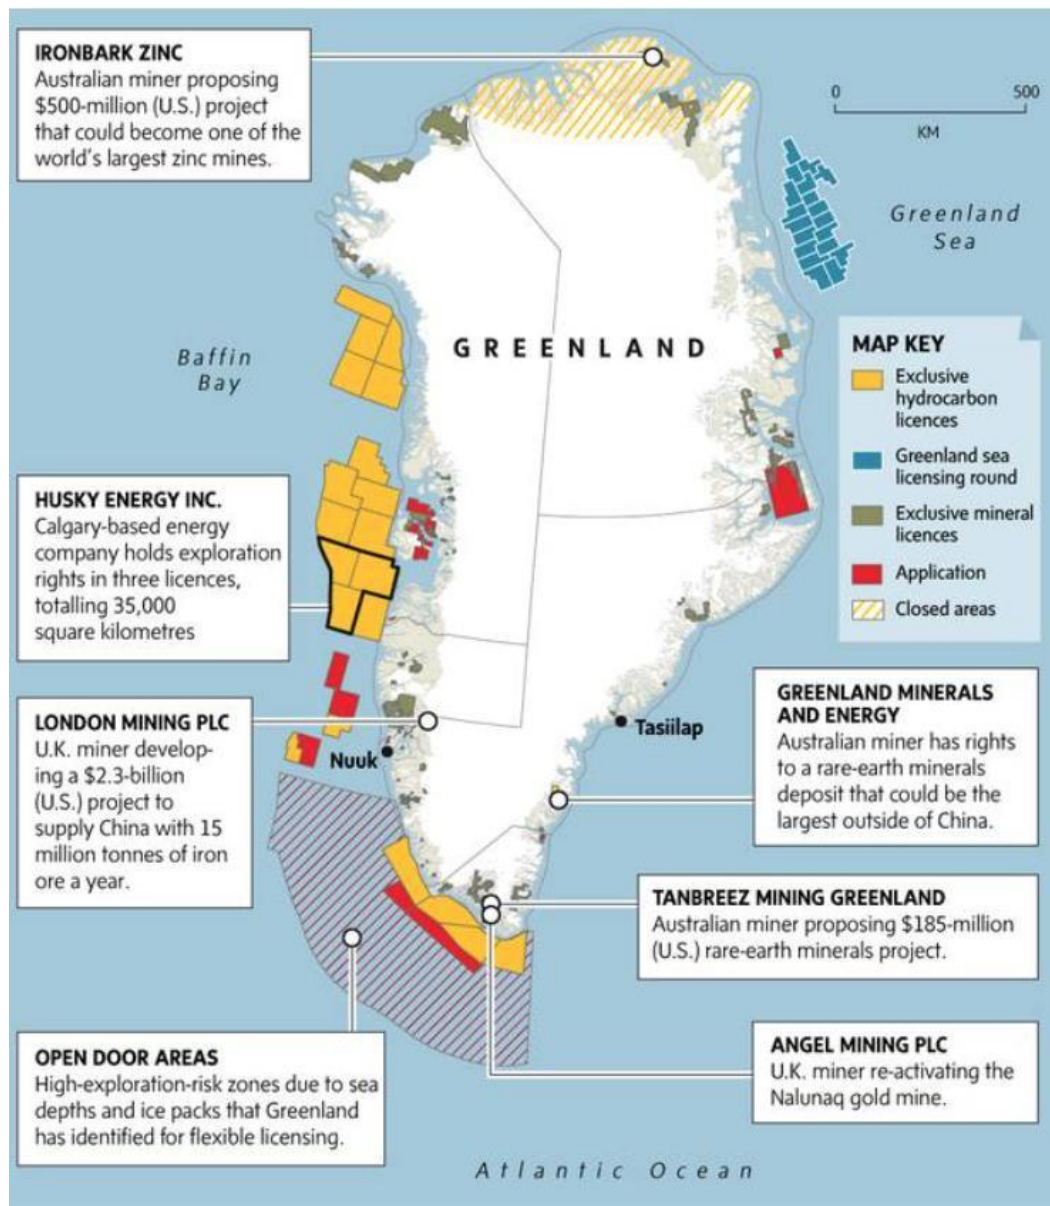 IRONBARK ZINC
Australian miner proposing
$500-million (U.S.) project
that could become one of the
world's largest zinc mines.
0 500
KM
Greenland
Sea
GREENLAND
Baffin
Bay
MAP KEY
Exclusive
hydrocarbon
licences
Greenland sea
licensing round
Exclusive mineral
licences
Application
Closed areas
HUSKY ENERGY INC.
Calgary-based energy
company holds exploration
rights in three licences,
totalling 35,000
square kilometres
LONDON MINING PLC
U.K. miner develop-
ing a $2.3-billion
(U.S.) project to
supply China with 15
million tonnes of iron
ore a year.
Nuuk
Tasiilap
GREENLAND MINERALS
AND ENERGY
Australian miner has rights
to a rare-earth minerals
deposit that could be the
largest outside of China.
TANBREEZ MINING GREENLAND
Australian miner proposing $185-million
(U.S.) rare-earth minerals project.
OPEN DOOR AREAS
High-exploration-risk zones due to sea
depths and ice packs that Greenland
has identified for flexible licensing.
ANGEL MINING PLC
U.K. miner re-activating the
Nalunaq gold mine.
Atlantic Ocean